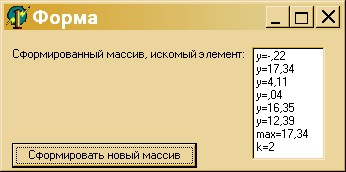 Форма
Сформированный массив, искомый элемент:
y=-,22
y=17,34
y=4,11
y=,04
y=16,35
y=12,39
max=17,34
k=2
Сформировать новый массив